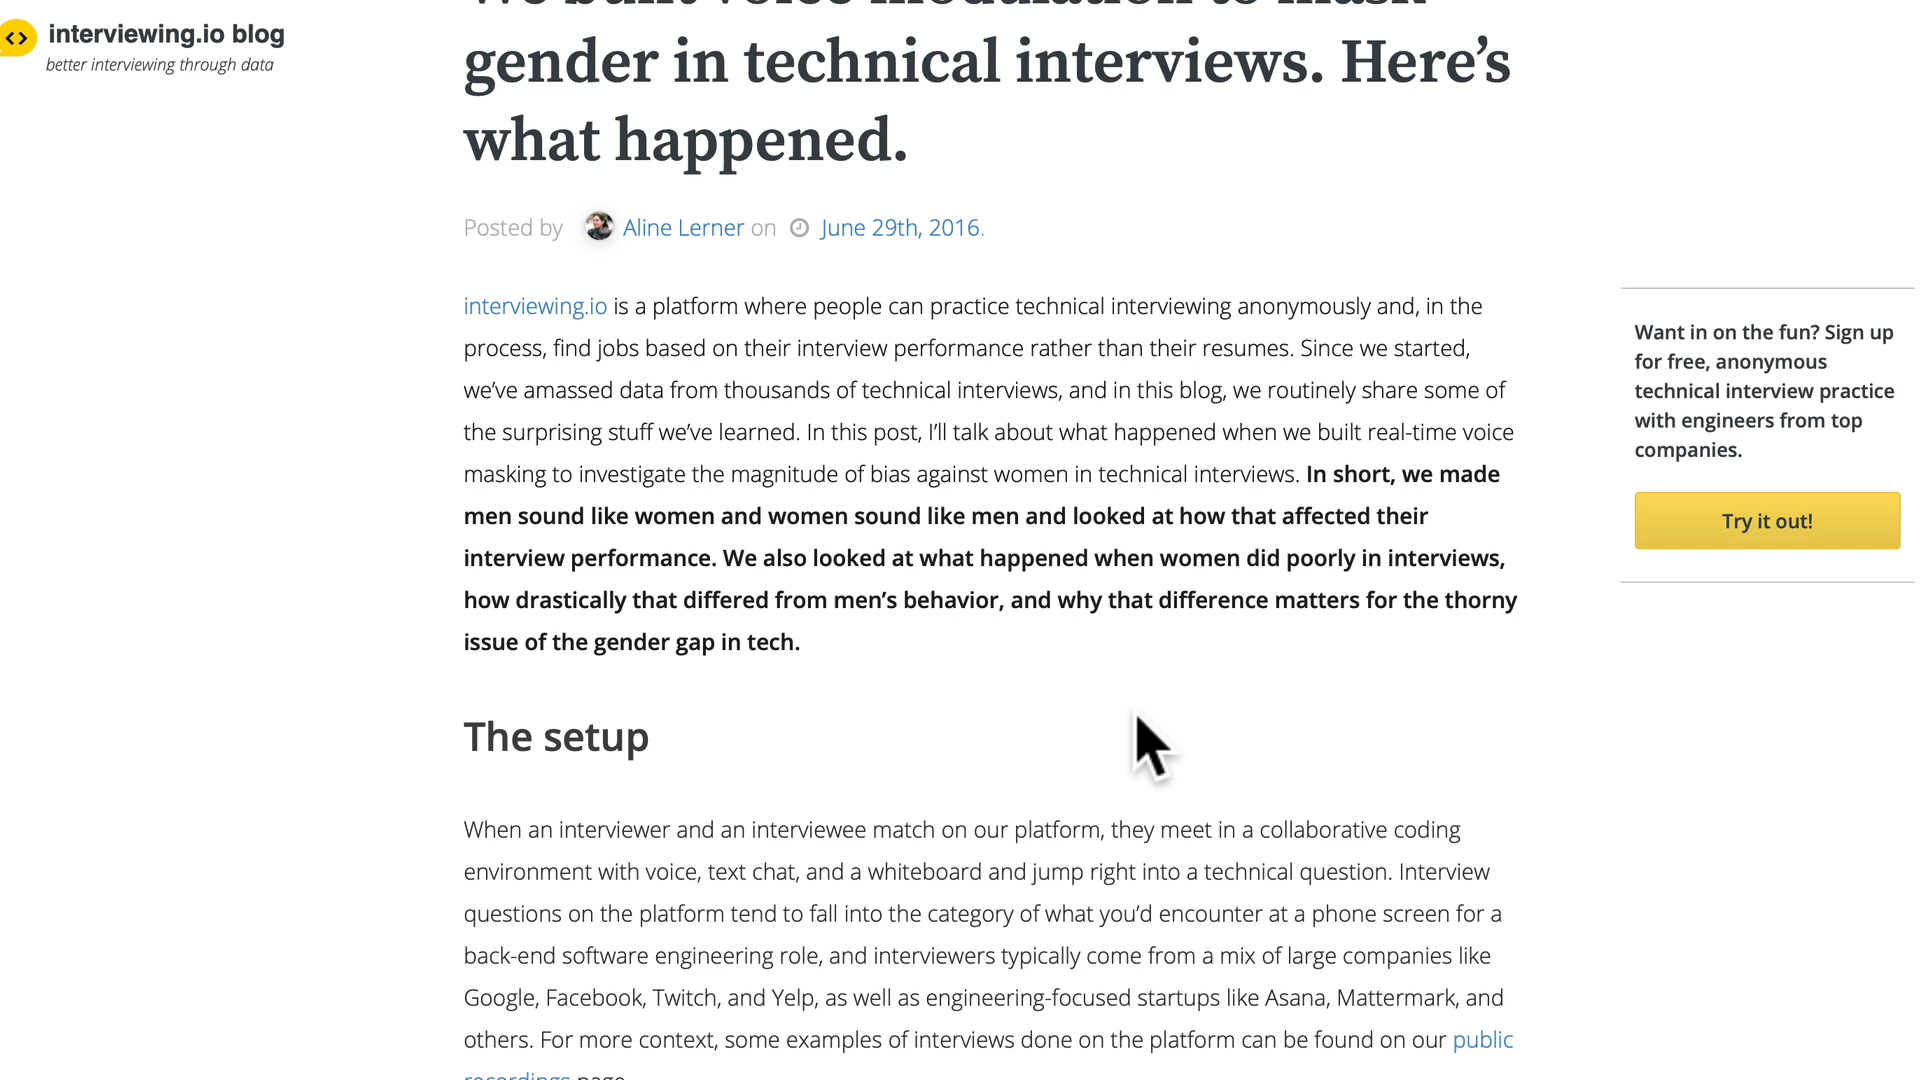 We built voice modulation to mask
interviewing.io blog
better interviewing through data
gender in technical interviews. Here’s
what happened.
Posted by Aline Lerner on June 29th, 2016.
interviewing.io is a platform where people can practice technical interviewing anonymously and, in the
process, find jobs based on their interview performance rather than their resumes. Since we started,
we’ve amassed data from thousands of technical interviews, and in this blog, we routinely share some of
the surprising stuff we’ve learned. In this post, I’ll talk about what happened when we built real-time voice
masking to investigate the magnitude of bias against women in technical interviews. In short, we made
men sound like women and women sound like men and looked at how that affected their
interview performance. We also looked at what happened when women did poorly in interviews,
how drastically that differed from men’s behavior, and why that difference matters for the thorny
issue of the gender gap in tech.
Want in on the fun? Sign up
for free, anonymous
technical interview practice
with engineers from top
companies.
Try it out!
The setup
When an interviewer and an interviewee match on our platform, they meet in a collaborative coding
environment with voice, text chat, and a whiteboard and jump right into a technical question. Interview
questions on the platform tend to fall into the category of what you’d encounter at a phone screen for a
back-end software engineering role, and interviewers typically come from a mix of large companies like
Google, Facebook, Twitch, and Yelp, as well as engineering-focused startups like Asana, Mattermark, and
others. For more context, some examples of interviews done on the platform can be found on our public
recordings page.